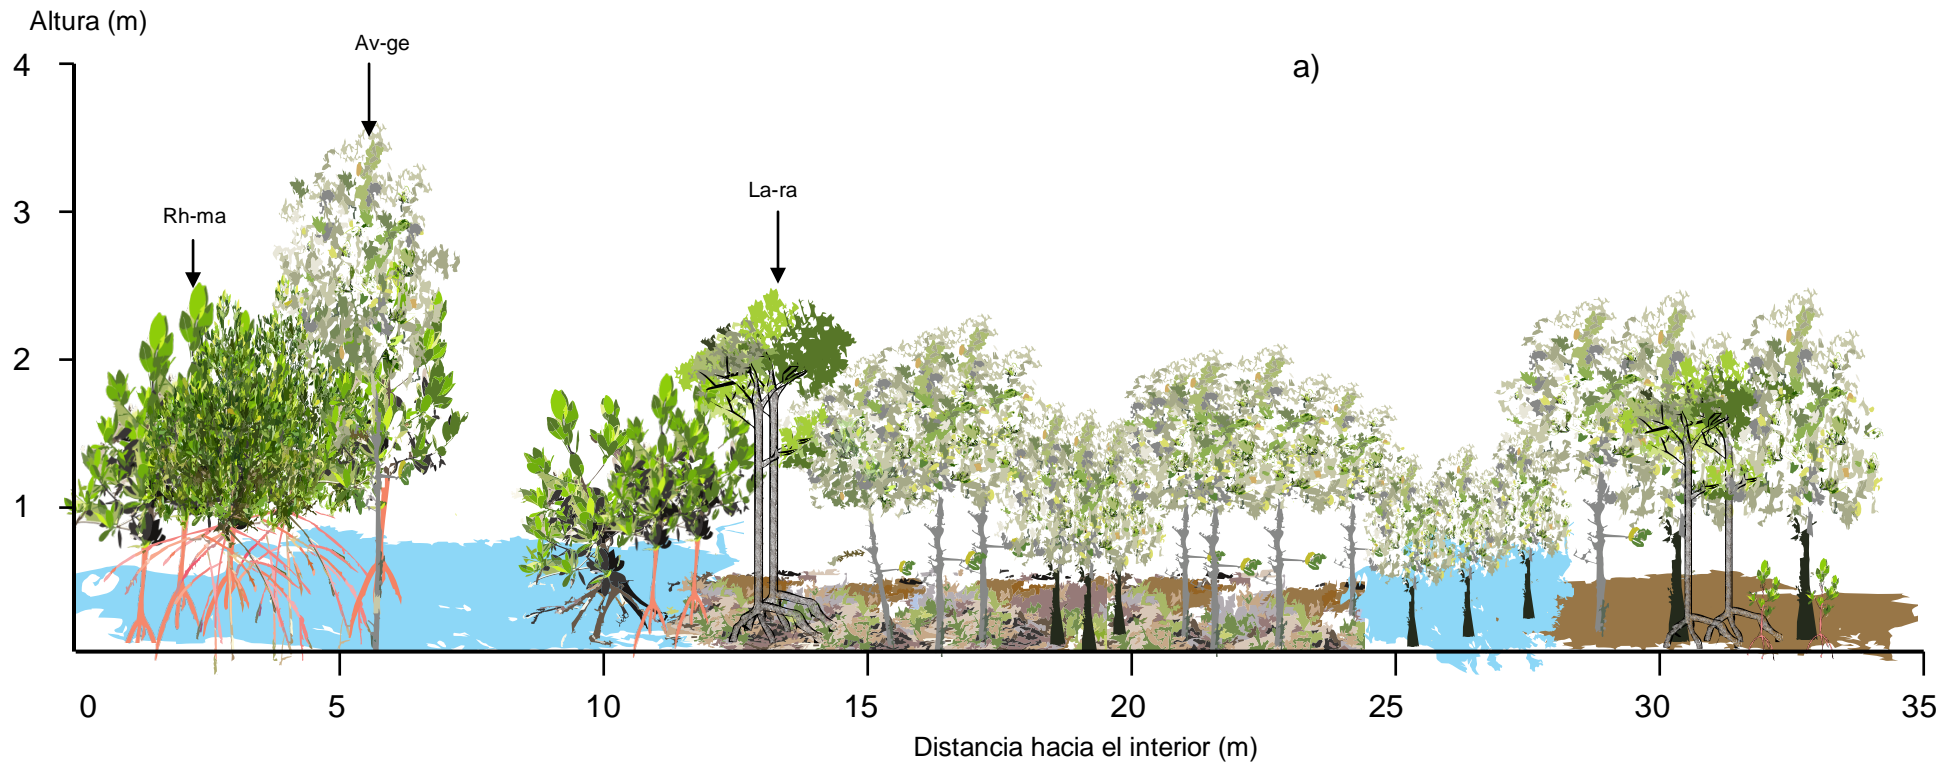 Altura (m)
Av-ge
4
a)
La-ra
3
Rh-ma
2
1
0 5 10 15 20 25 30 35
Distancia hacia el interior (m)